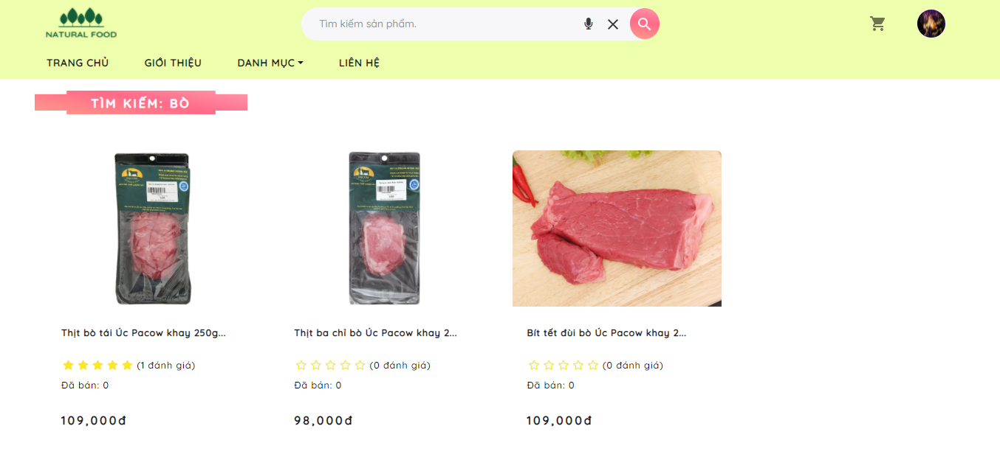 NATURAL FOOD
Tìm kiếm sản phẩm.
TRANG CHỦ GIỚI THIỆU DANH MỤC LIÊN HỆ
TÌM KIẾM: BÒ
Thịt bò tái Úc Pacow khay 250g...
(1 đánh giá)
Đã bán: 0
109,000đ
Thịt ba chỉ bò Úc Pacow khay 2...
(0 đánh giá)
Đã bán: 0
98,000đ
Bít tết đùi bò Úc Pacow khay 2...
(0 đánh giá)
Đã bán: 0
109,000đ